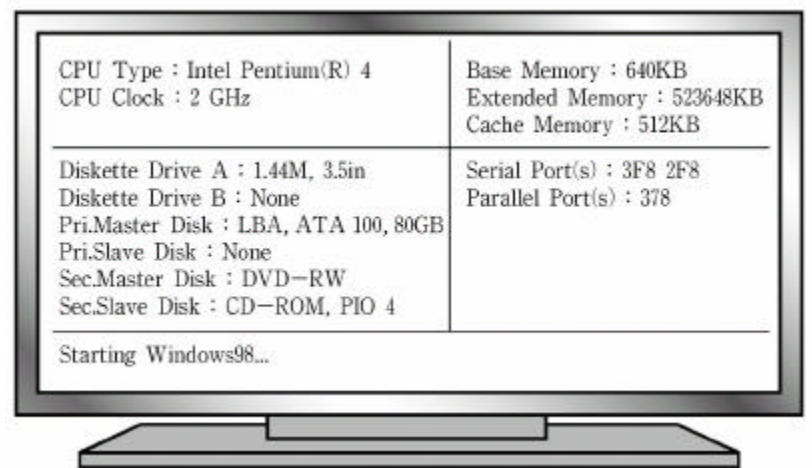 CPU Type : Intel Pentium(R) 4
CPU Clock : 2 GHz
Base Memory : 640KB
Extended Memory : 523648KB
Cache Memory : 512KB
Diskette Drive A : 1.44M, 3.5in
Diskette Drive B : None
Pri.Master Disk : LBA, ATA 100, 80GB
Pri.Slave Disk : None
Sec.Master Disk : DVD-RW
Sec.Slave Disk : CD-ROM, PIO 4
Serial Port(s) : 3F8 2F8
Parallel Port(s) : 378
Starting Windows98...